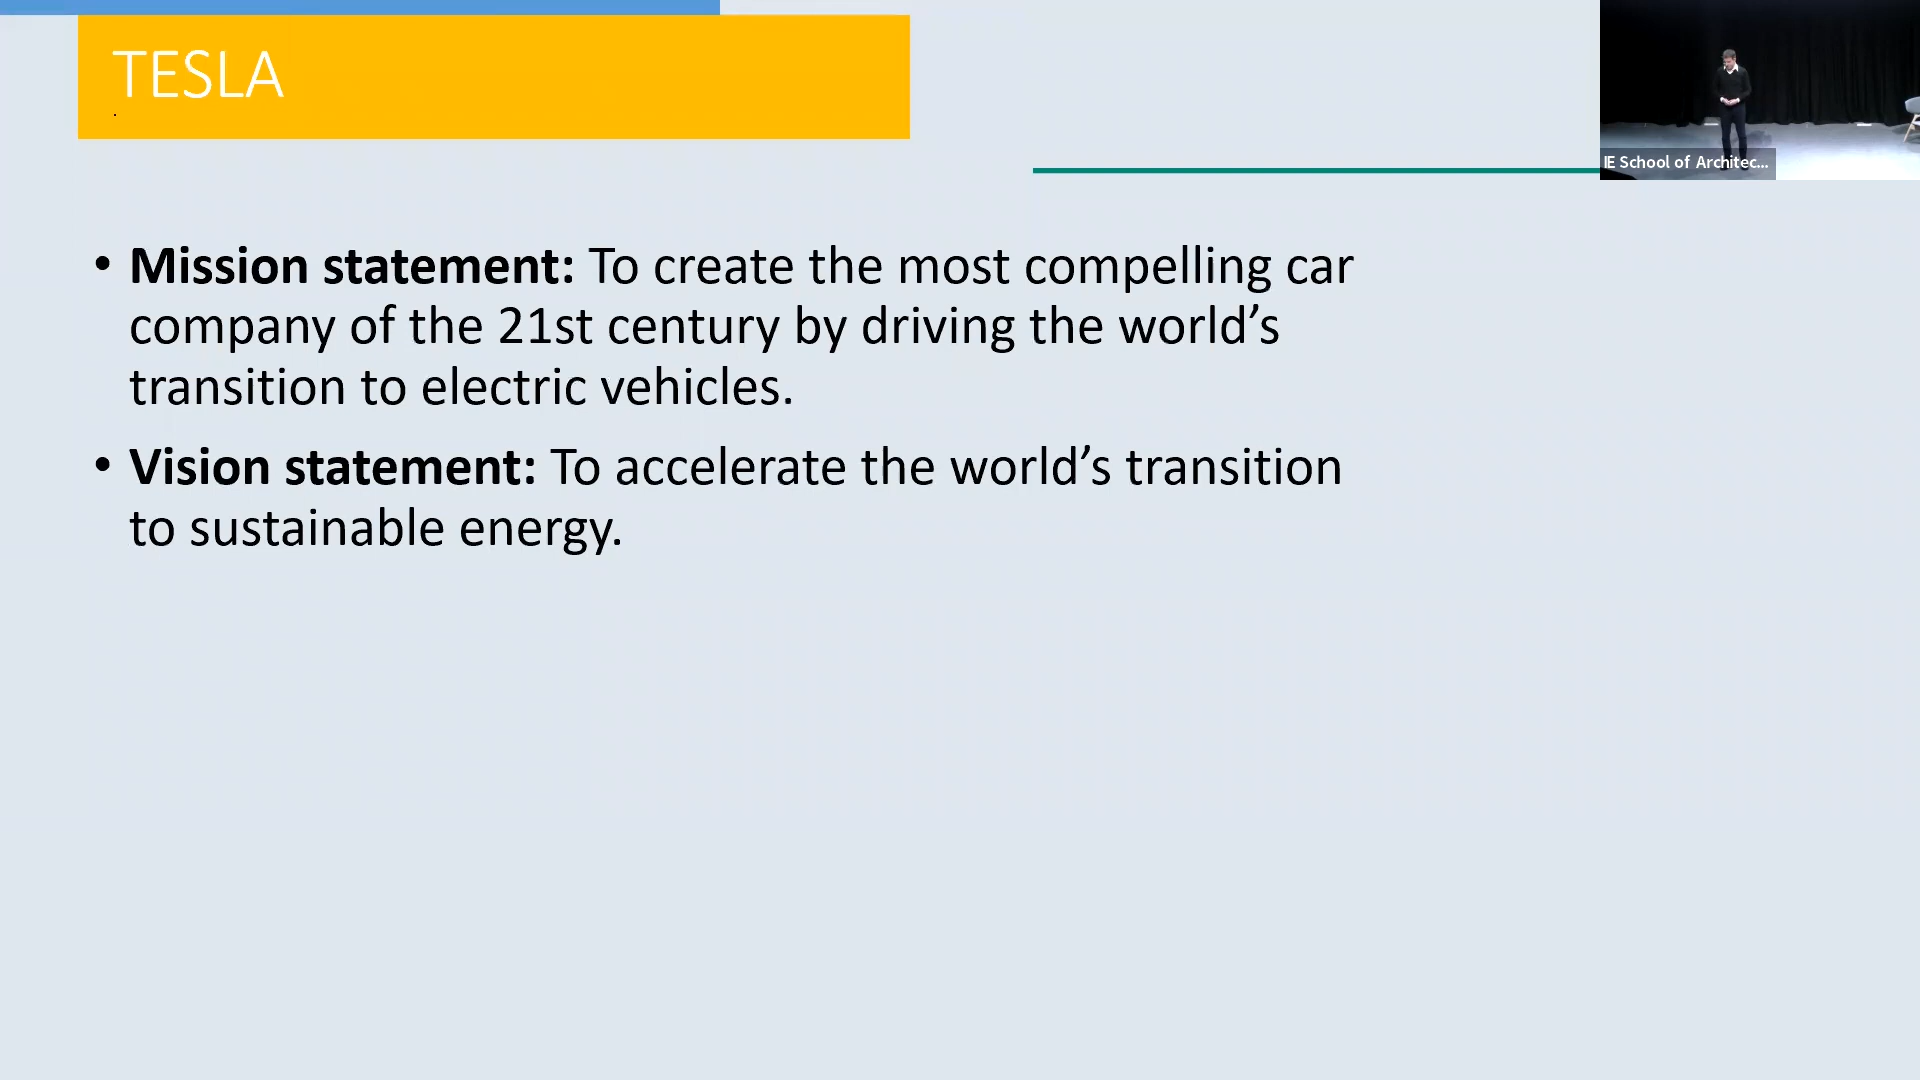 TESLA
.
IE School of Architec...
• Mission statement: To create the most compelling car
company of the 21st century by driving the world’s
transition to electric vehicles.
• Vision statement: To accelerate the world’s transition
to sustainable energy.